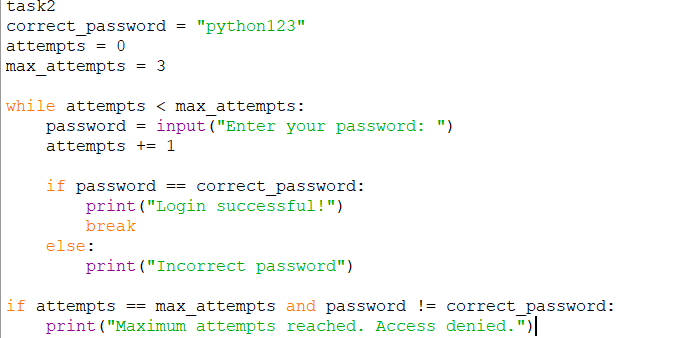 task2
correct_password = "python123"
attempts = 0
max_attempts = 3

while attempts < max_attempts:
    password = input("Enter your password: ")
    attempts += 1

    if password == correct_password:
        print("Login successful!")
        break
    else:
        print("Incorrect password")

if attempts == max_attempts and password != correct_password:
    print("Maximum attempts reached. Access denied.")